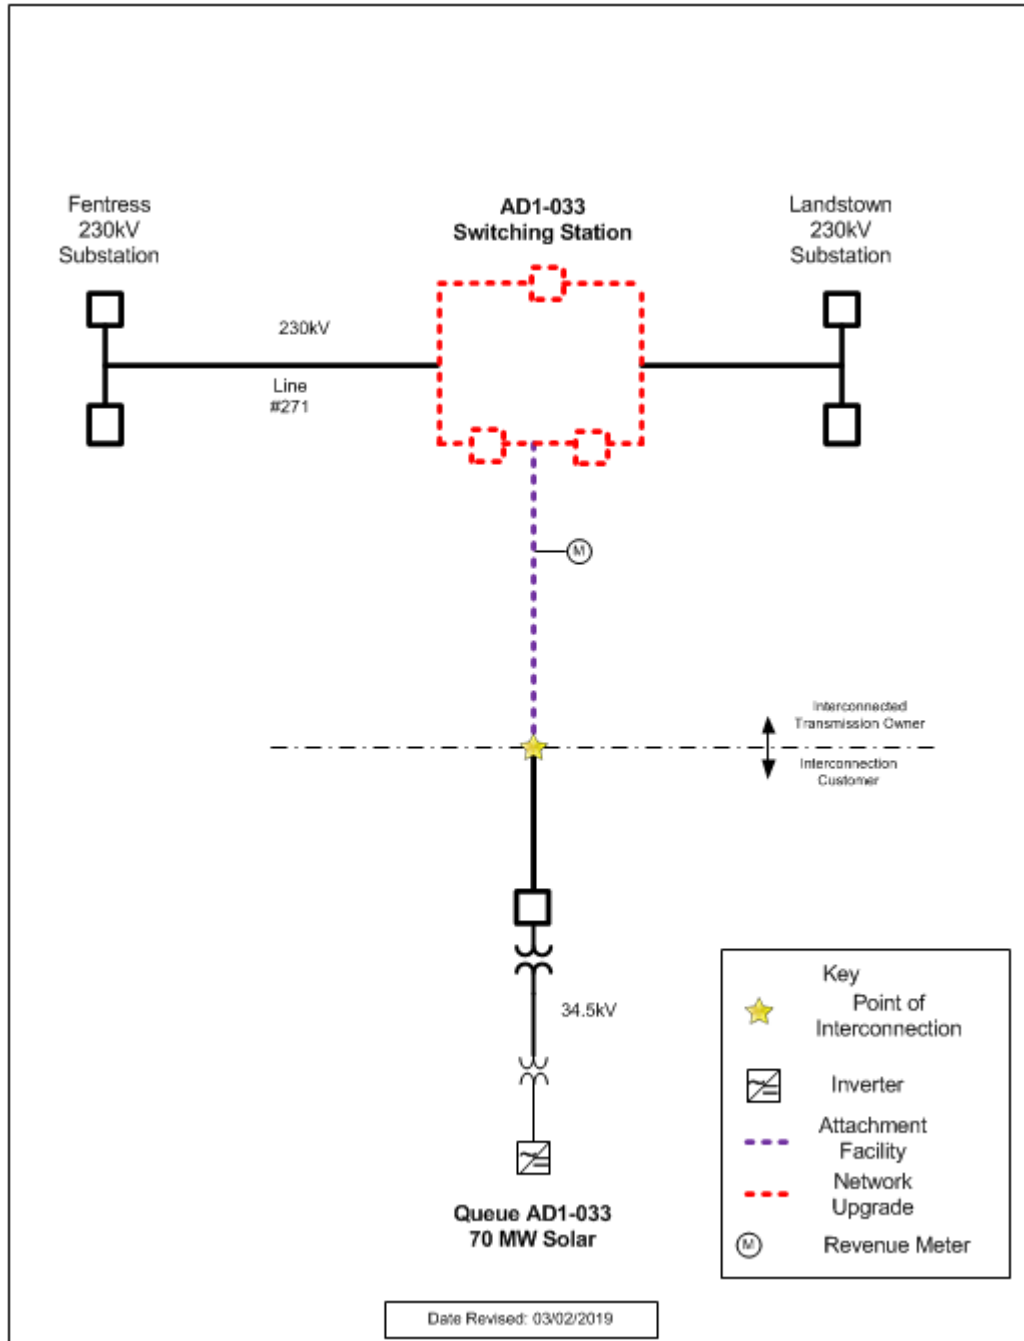 Fentress
230kV
Substation
AD1-033
Switching Station
Landstown
230kV
Substation
230kV
Line
#271
M
Interconnected
Transmission Owner
Interconnection
Customer
34.5kV
Queue AD1-033
70 MW Solar
Key
Point of
Interconnection
Inverter
Attachment
Facility
Network
Upgrade
M
Revenue Meter
Date Revised: 03/02/2019